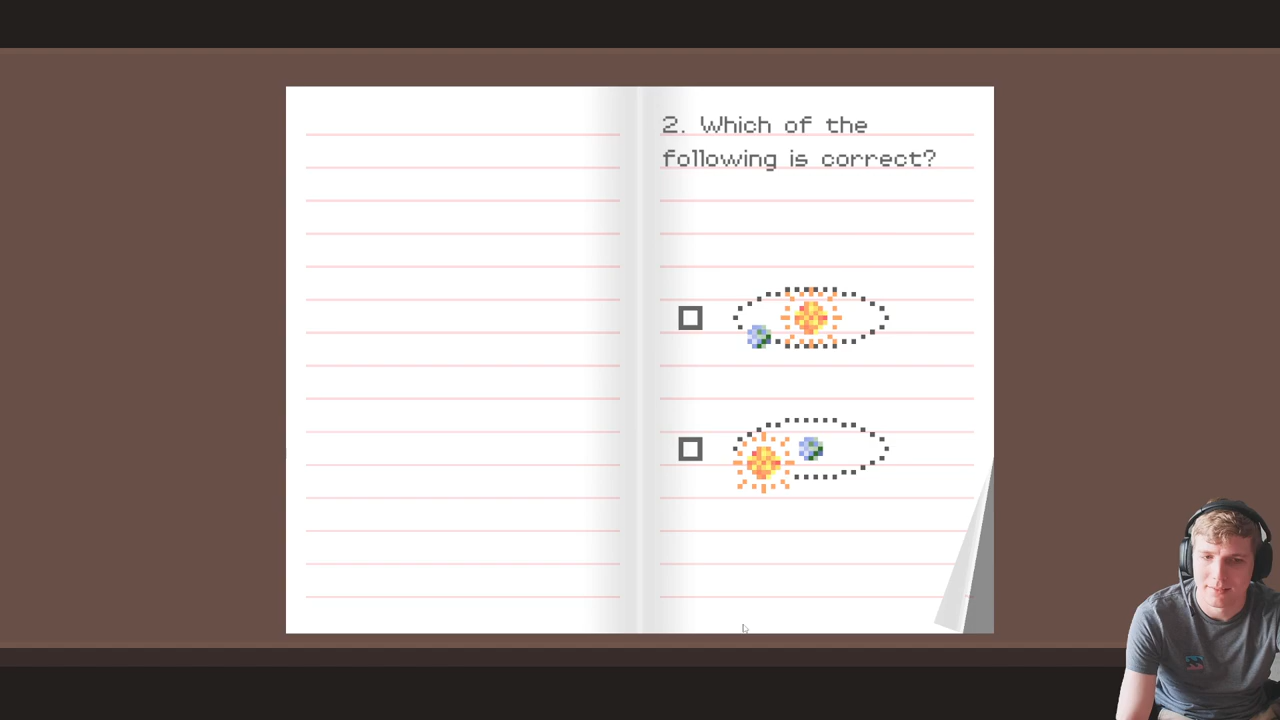 2. Which of the
following is correct?